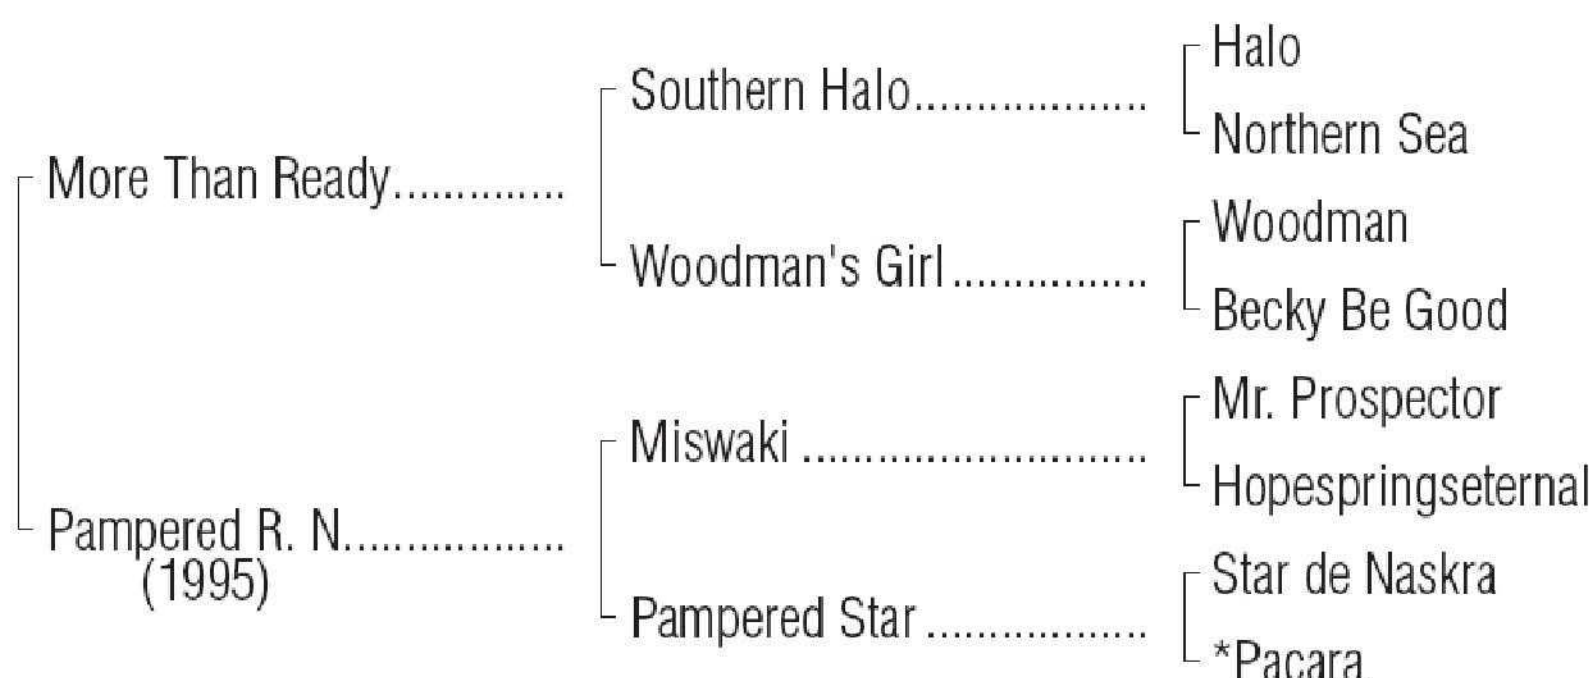 Halo
Southern Halo...................
Northern Sea
More Than Ready..............
Woodman
Woodman's Girl................
Becky Be Good
Mr. Prospector
Miswaki ............................
Hopespringseternal
Pampered R. N..................
(1995)
Star de Naskra
Pampered Star ..................
*Pacara